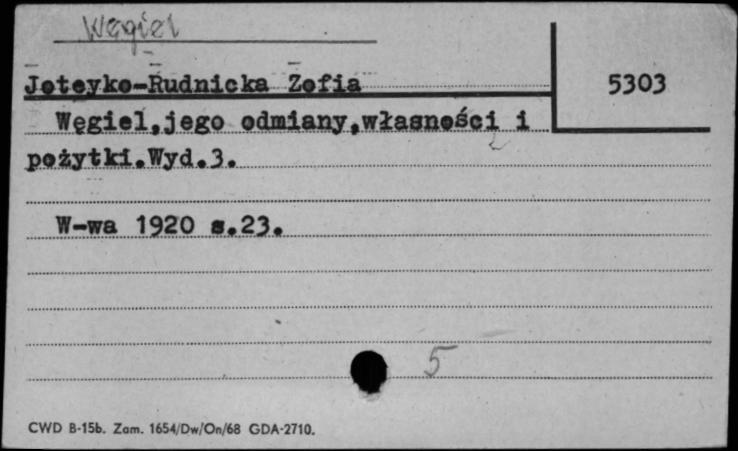 Węgiel
Joteyko-Rudnicka Zofia
5303
Węgiel,jego odmiany,własności i
pożytki.Wyd.3.
W-wa 1920 s.23.
5
CWD B-15b. Zam. 1654/Dw/On/68 GDA-2710.